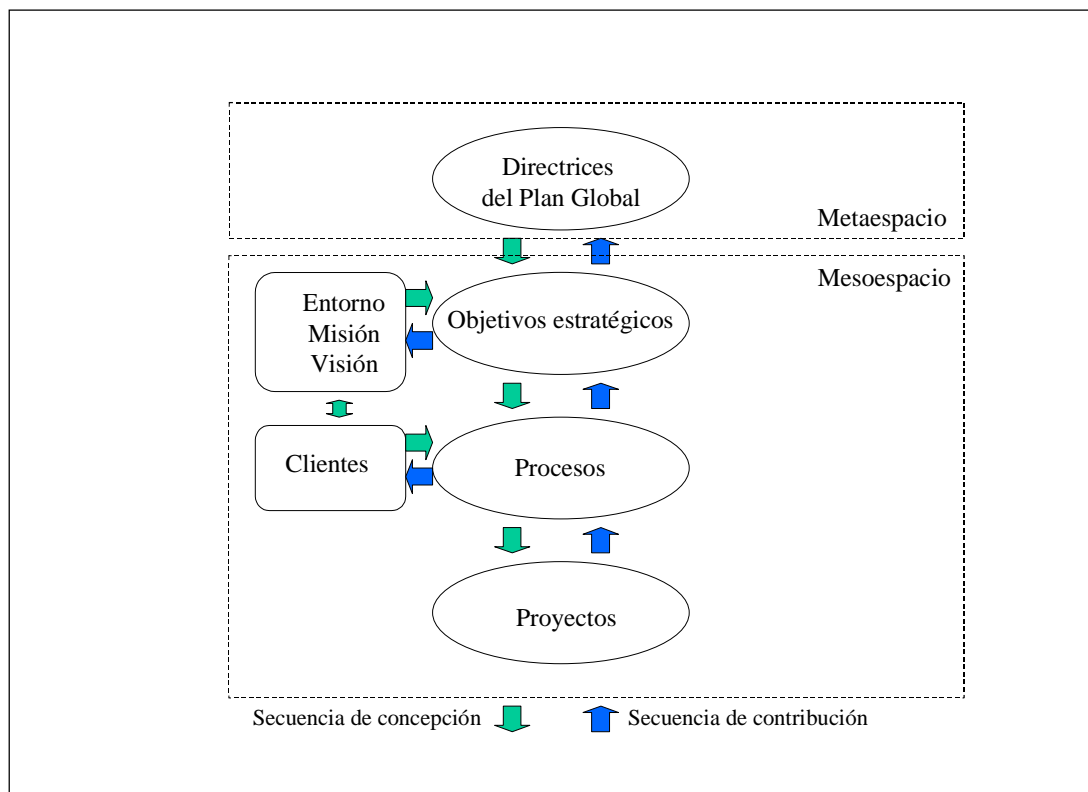 Directrices
del Plan Global
Metaespacio
Mesoespacio
Entorno
Misión
Visión
Objetivos estratégicos
Clientes
Procesos
Proyectos
Secuencia de concepción
Secuencia de contribución